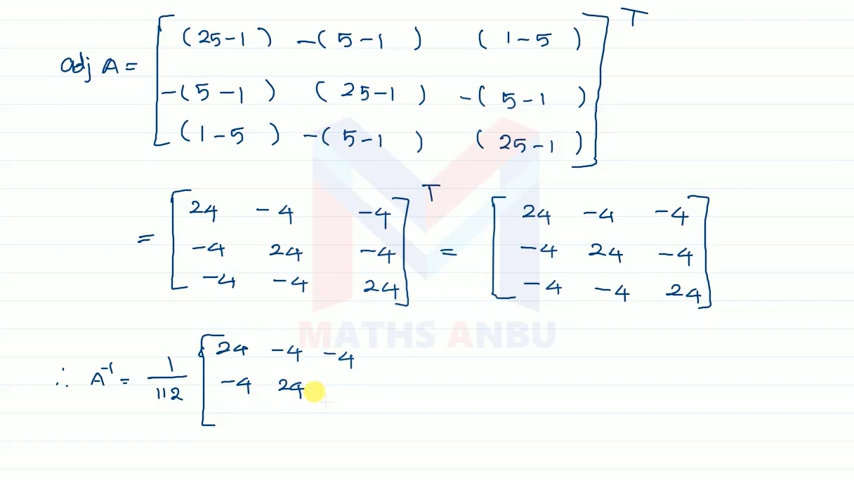 adj A = [ (25-1) -(5-1) (1-5) ]ᵀ
-(5-1) (25-1) -(5-1)
(1-5) -(5-1) (25-1)
= [ 24 -4 -4 ]ᵀ = [ 24 -4 -4 ]
-4 24 -4 -4 24 -4
-4 -4 24 -4 -4 24
MATHS ANBU
∴ A⁻¹ = 1/112 [ 24 -4 -4
-4 24